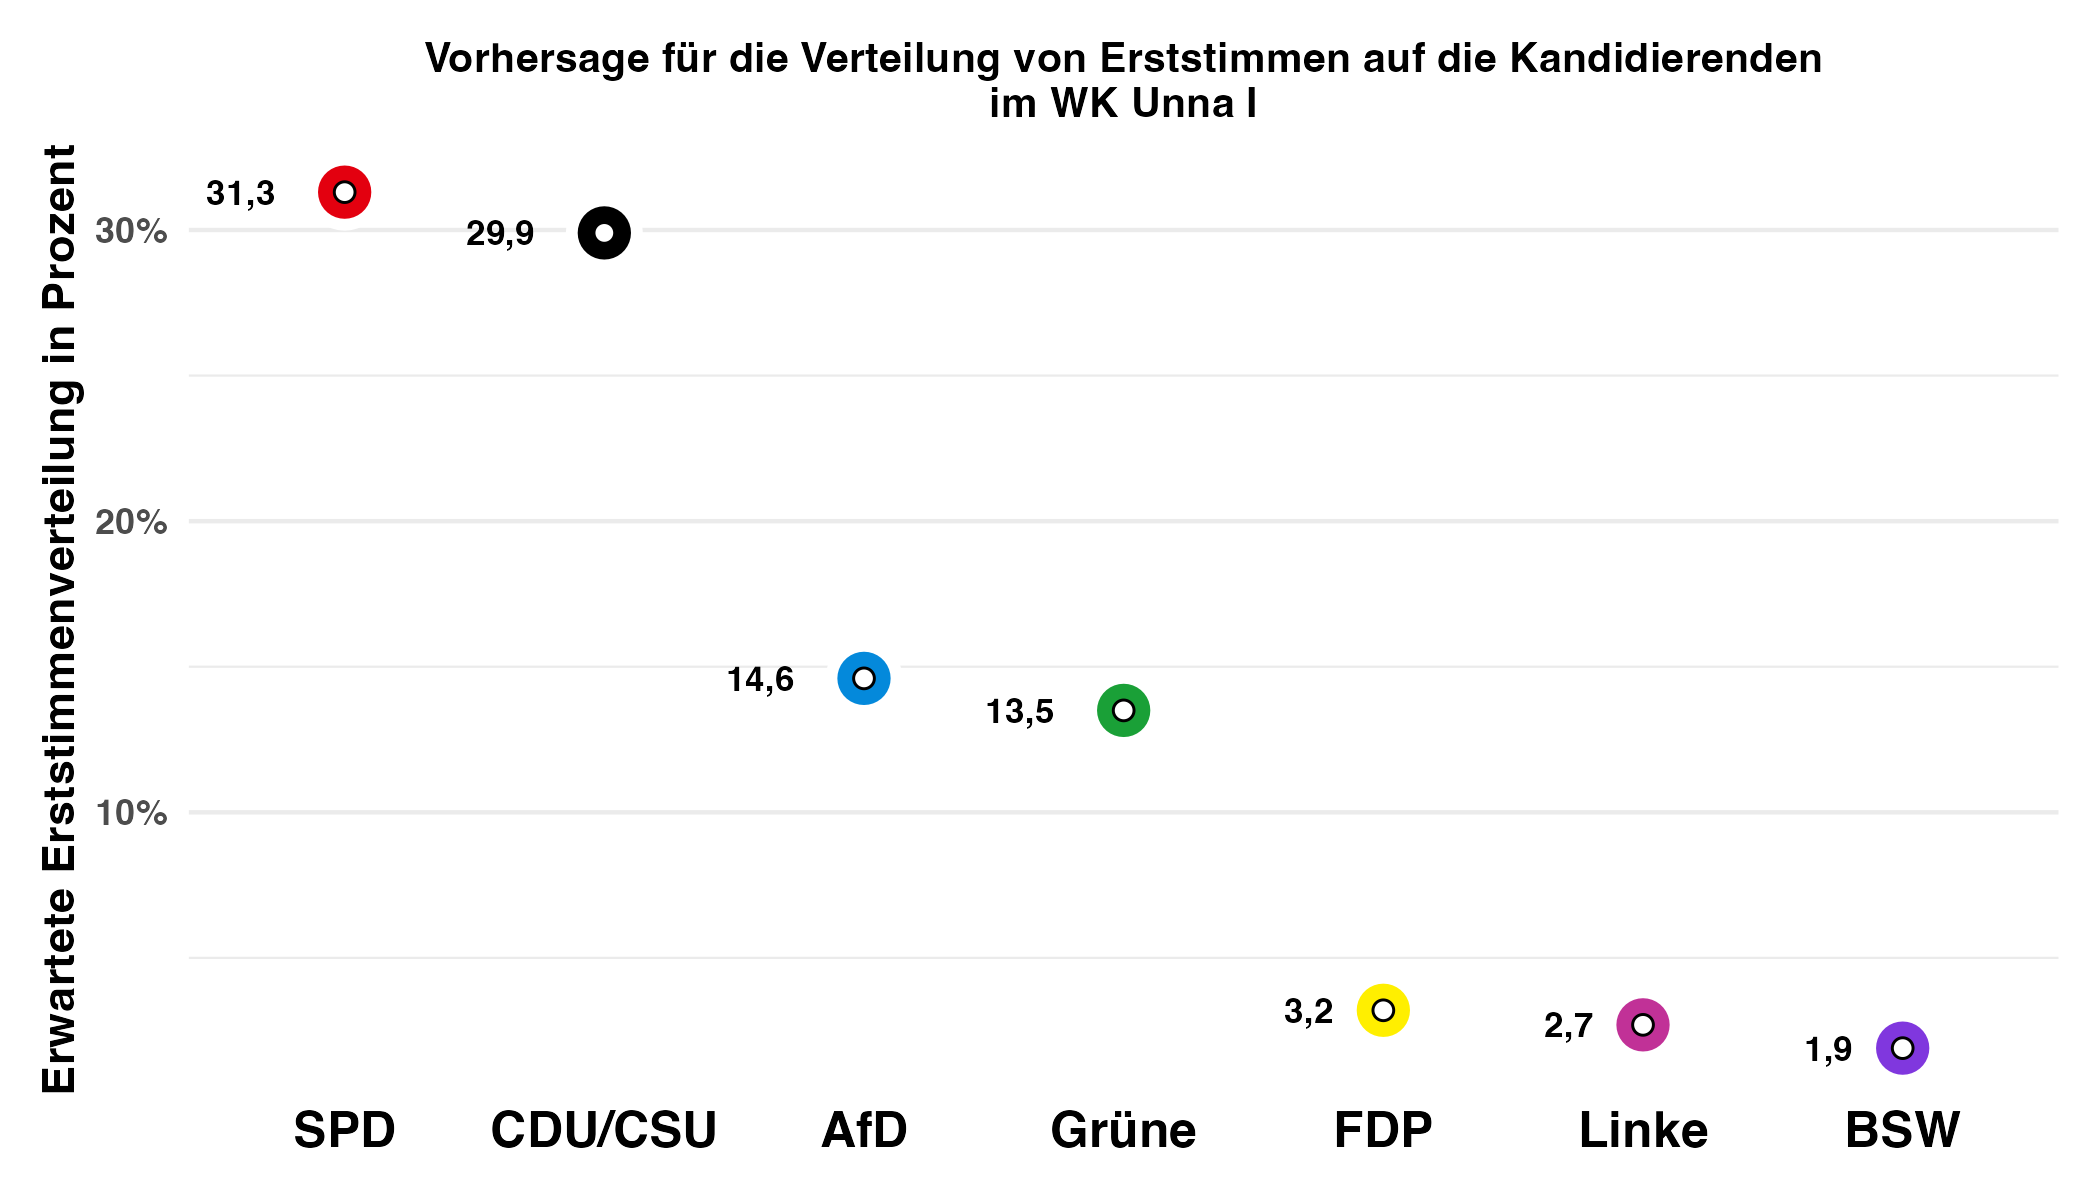 Vorhersage für die Verteilung von Erststimmen auf die Kandidierenden
im WK Unna I
Erwartete Erststimmenverteilung in Prozent
30%
20%
10%
31,3
29,9
14,6
13,5
3,2
2,7
1,9
SPD
CDU/CSU
AfD
Grüne
FDP
Linke
BSW